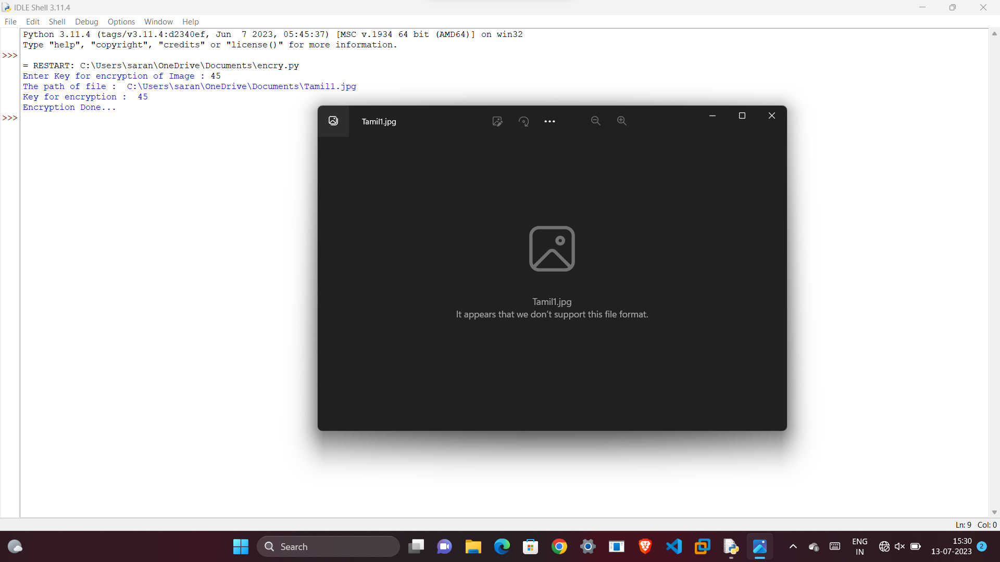 IDLE Shell 3.11.4
File Edit Shell Debug Options Window Help
Python 3.11.4 (tags/v3.11.4:d2340ef, Jun  7 2023, 05:45:37) [MSC v.1934 64 bit (AMD64)] on win32
Type "help", "copyright", "credits" or "license()" for more information.
>>>
= RESTART: C:\Users\saran\OneDrive\Documents\encry.py
Enter Key for encryption of Image : 45
The path of file :  C:\Users\saran\OneDrive\Documents\Tamil1.jpg
Key for encryption :  45
Encryption Done...
>>>
Tamil1.jpg
Tamil1.jpg
It appears that we don't support this file format.
Ln: 9 Col: 0
Search
ENG
IN
15:30
13-07-2023
2